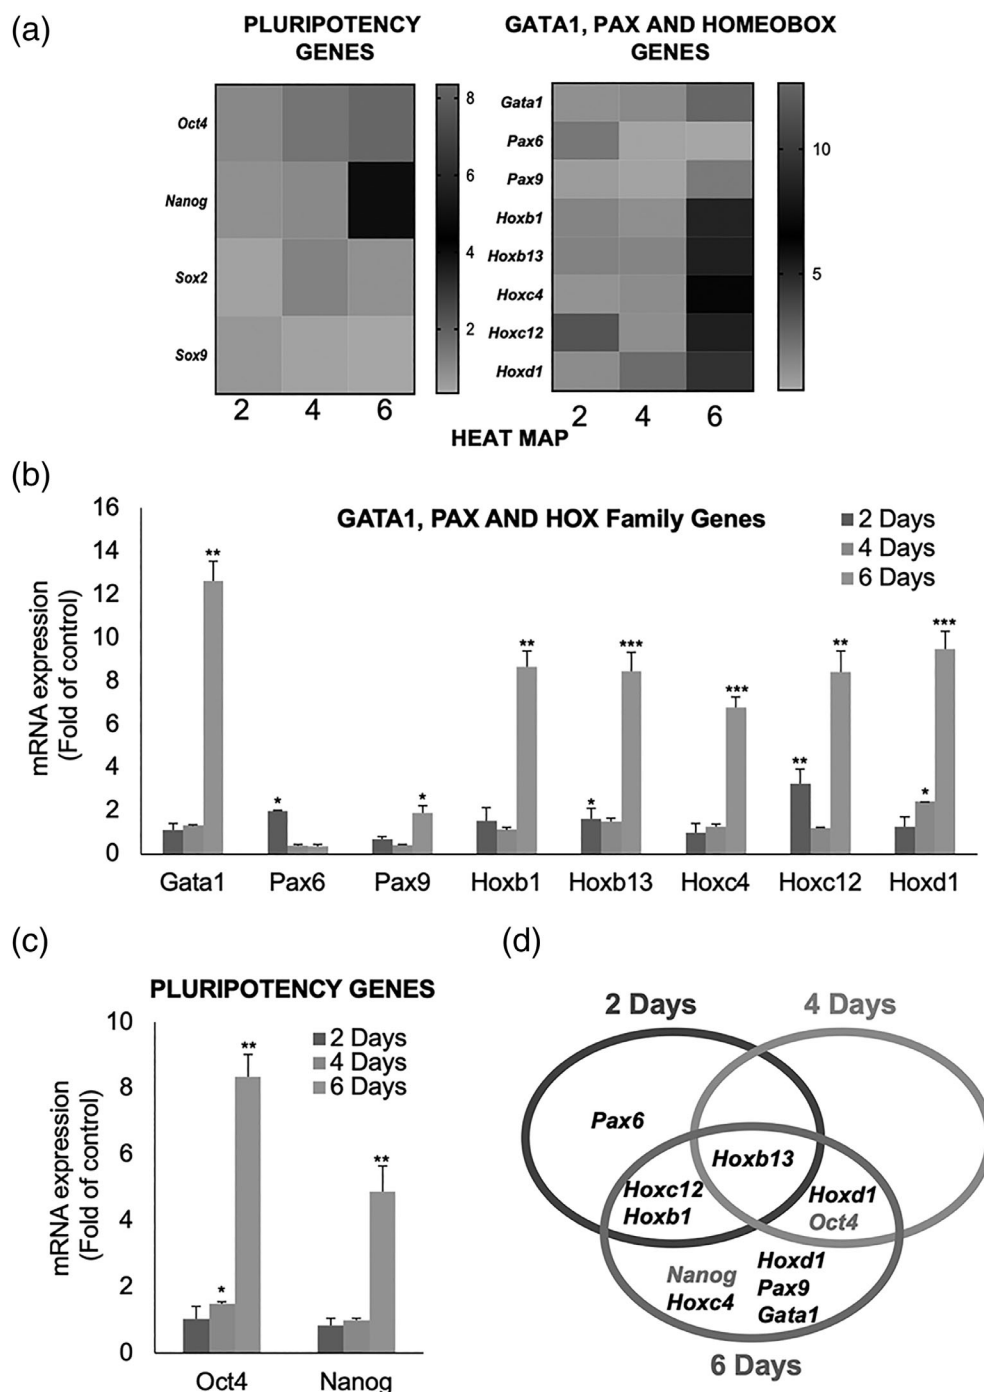 (a)
PLURIPOTENCY
GENES
Oct4
Nanog
Sox2
Sox9
2 4 6
8
6
4
2
GATA1, PAX AND HOMEOBOX
GENES
Gata1
Pax6
Pax9
Hoxb1
Hoxb13
Hoxc4
Hoxc12
Hoxd1
2 4 6
10
5
HEAT MAP
(b)
GATA1, PAX AND HOX Family Genes
2 Days
4 Days
6 Days
mRNA expression
(Fold of control)
16
14
12
10
8
6
4
2
0
**
*
*
**
*
***
***
**
**
*
***
Gata1 Pax6 Pax9 Hoxb1 Hoxb13 Hoxc4 Hoxc12 Hoxd1
(c)
PLURIPOTENCY GENES
2 Days
4 Days
6 Days
mRNA expression
(Fold of control)
10
8
6
4
2
0
*
**
**
Oct4 Nanog
(d)
2 Days
4 Days
Pax6
Hoxb13
Hoxc12
Hoxb1
Hoxd1
Oct4
Nanog
Hoxc4
Hoxd1
Pax9
Gata1
6 Days